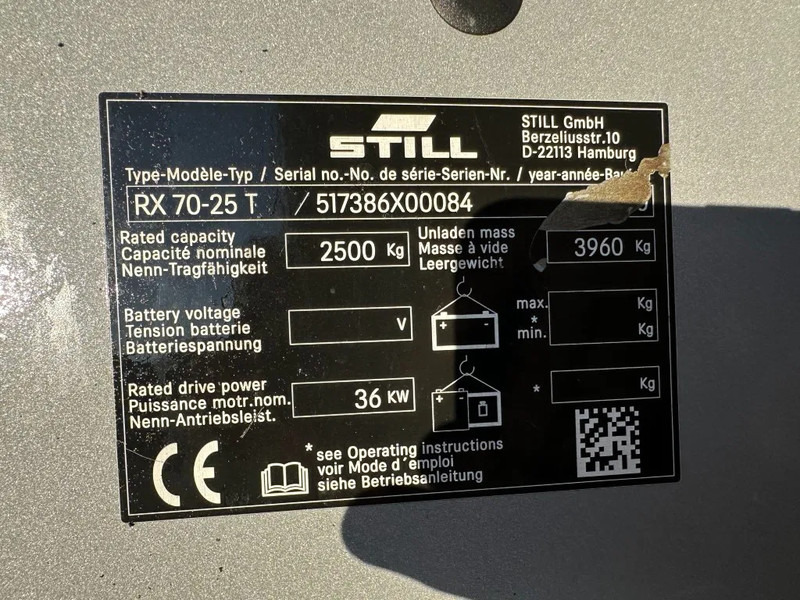 STILL
STILL GmbH
Berzeliusstr.10
D-22113 Hamburg
Type-Modèle-Typ / Serial no.-No. de série-Serien-Nr. / year-année-
RX 70-25 T / 517386X00084
Rated capacity
Capacité nominale
Nenn-Tragfähigkeit
2500 Kg
Unladen mass
Masse à vide
Leergewicht
3960 Kg
Battery voltage
Tension batterie
Batteriespannung
V
+ -
max. Kg
*
min. Kg
Rated drive power
Puissance motr.nom.
Nenn-Antriebsleist.
36 KW
+ -
* Kg
CE
* see Operating instructions
voir Mode d´emploi
siehe Betriebsanleitung